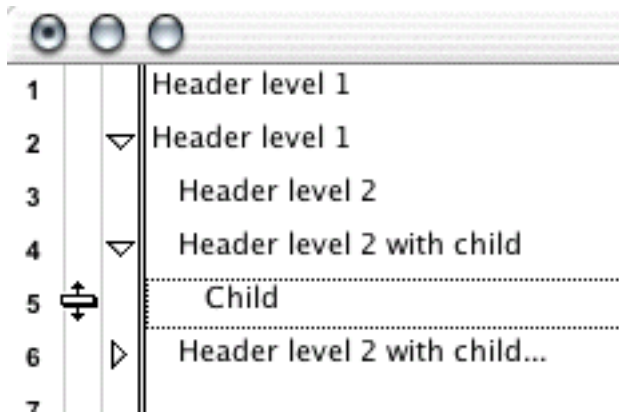 1 Header level 1
2 Header level 1
3 Header level 2
4 Header level 2 with child
5 Child
6 Header level 2 with child...
7